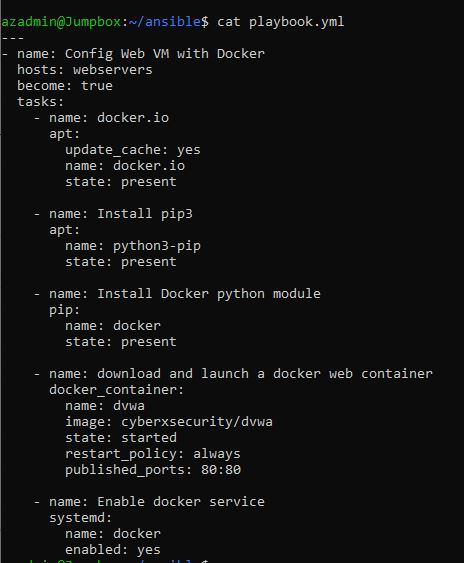 azadmin@Jumpbox:~/ansible$ cat playbook.yml
---
- name: Config Web VM with Docker
  hosts: webservers
  become: true
  tasks:
    - name: docker.io
      apt:
        update_cache: yes
        name: docker.io
        state: present

    - name: Install pip3
      apt:
        name: python3-pip
        state: present

    - name: Install Docker python module
      pip:
        name: docker
        state: present

    - name: download and launch a docker web container
      docker_container:
        name: dvwa
        image: cyberxsecurity/dvwa
        state: started
        restart_policy: always
        published_ports: 80:80

    - name: Enable docker service
      systemd:
        name: docker
        enabled: yes